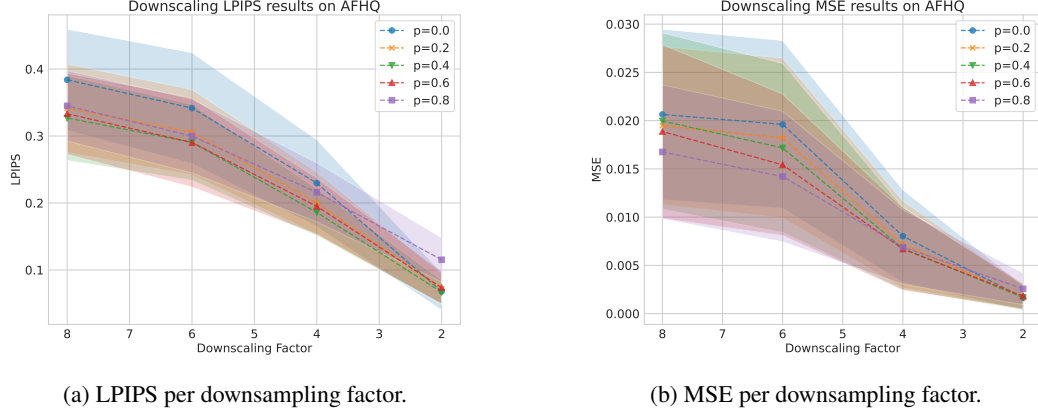 Downscaling LPIPS results on AFHQ
p=0.0
p=0.2
p=0.4
p=0.6
p=0.8
0.4
0.3
0.2
0.1
LPIPS
8 7 6 5 4 3 2
Downscaling Factor
(a) LPIPS per downsampling factor.
Downscaling MSE results on AFHQ
p=0.0
p=0.2
p=0.4
p=0.6
p=0.8
0.030
0.025
0.020
0.015
0.010
0.005
0.000
MSE
8 7 6 5 4 3 2
Downscaling Factor
(b) MSE per downsampling factor.